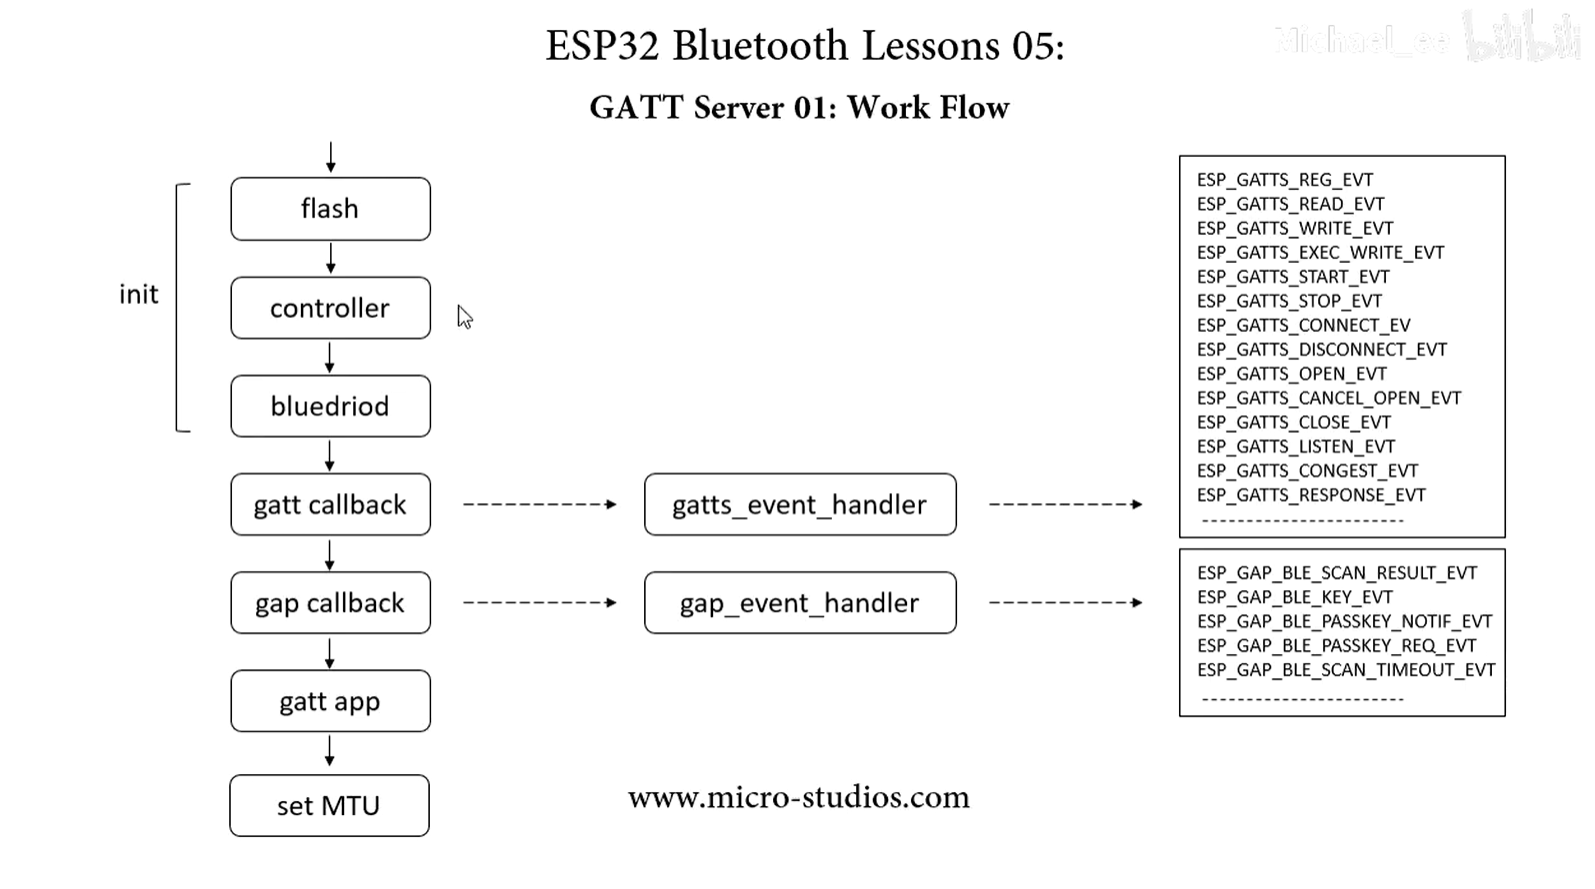 Michael_ee bilibili
ESP32 Bluetooth Lessons 05:
GATT Server 01: Work Flow
init
flash
controller
bluedriod
gatt callback
gatts_event_handler
gap callback
gap_event_handler
gatt app
set MTU
ESP_GATTS_REG_EVT
ESP_GATTS_READ_EVT
ESP_GATTS_WRITE_EVT
ESP_GATTS_EXEC_WRITE_EVT
ESP_GATTS_START_EVT
ESP_GATTS_STOP_EVT
ESP_GATTS_CONNECT_EV
ESP_GATTS_DISCONNECT_EVT
ESP_GATTS_OPEN_EVT
ESP_GATTS_CANCEL_OPEN_EVT
ESP_GATTS_CLOSE_EVT
ESP_GATTS_LISTEN_EVT
ESP_GATTS_CONGEST_EVT
ESP_GATTS_RESPONSE_EVT
ESP_GAP_BLE_SCAN_RESULT_EVT
ESP_GAP_BLE_KEY_EVT
ESP_GAP_BLE_PASSKEY_NOTIF_EVT
ESP_GAP_BLE_PASSKEY_REQ_EVT
ESP_GAP_BLE_SCAN_TIMEOUT_EVT
www.micro-studios.com